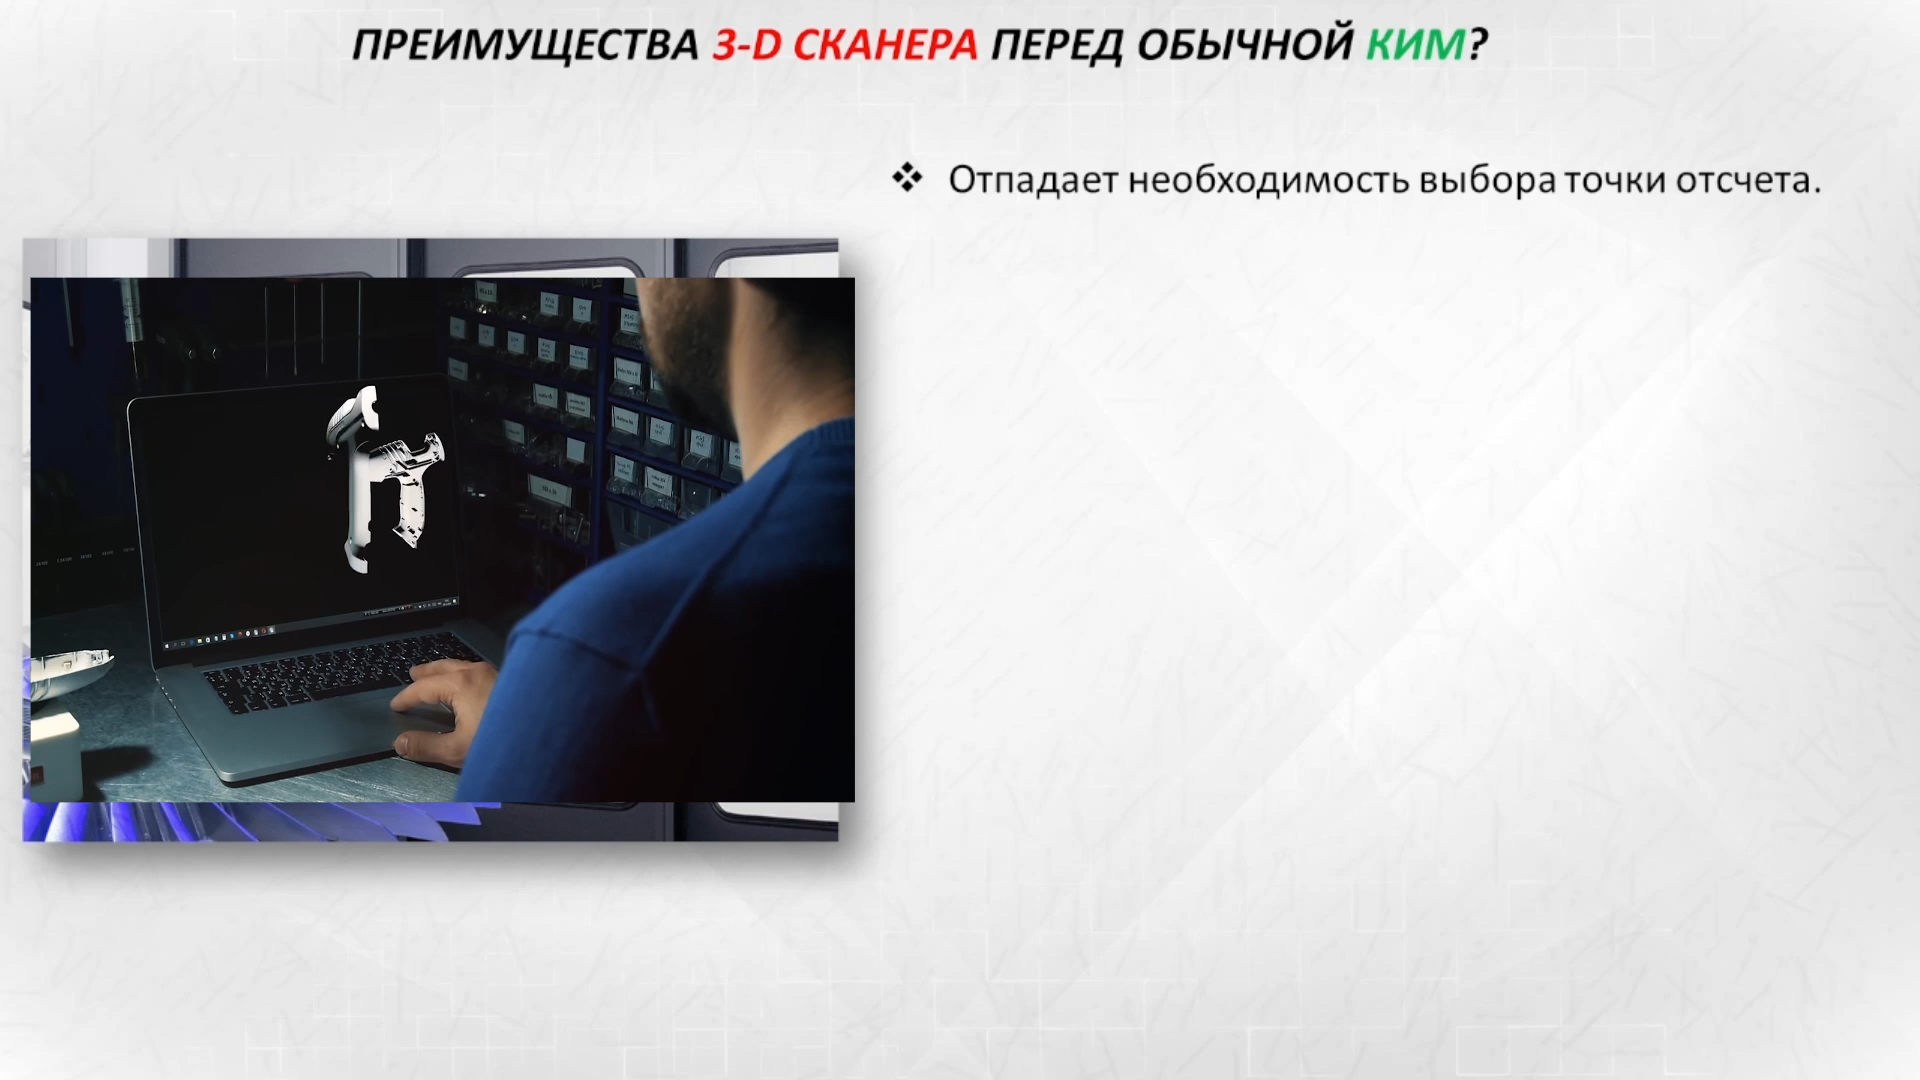 ПРЕИМУЩЕСТВА 3-D СКАНЕРА ПЕРЕД ОБЫЧНОЙ КИМ?
❖ Отпадает необходимость выбора точки отсчета.